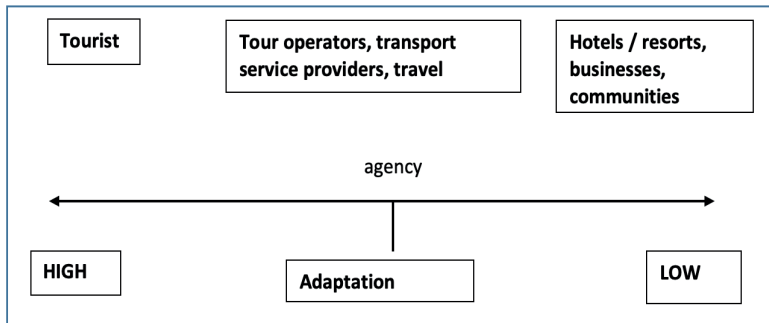 Tourist
Tour operators, transport
service providers, travel
Hotels / resorts,
businesses,
communities
agency
HIGH
Adaptation
LOW